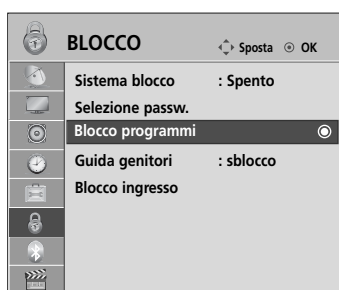 BLOCCO Sposta OK
Sistema blocco : Spento
Selezione passw.
Blocco programmi
Guida genitori : sblocco
Blocco ingresso